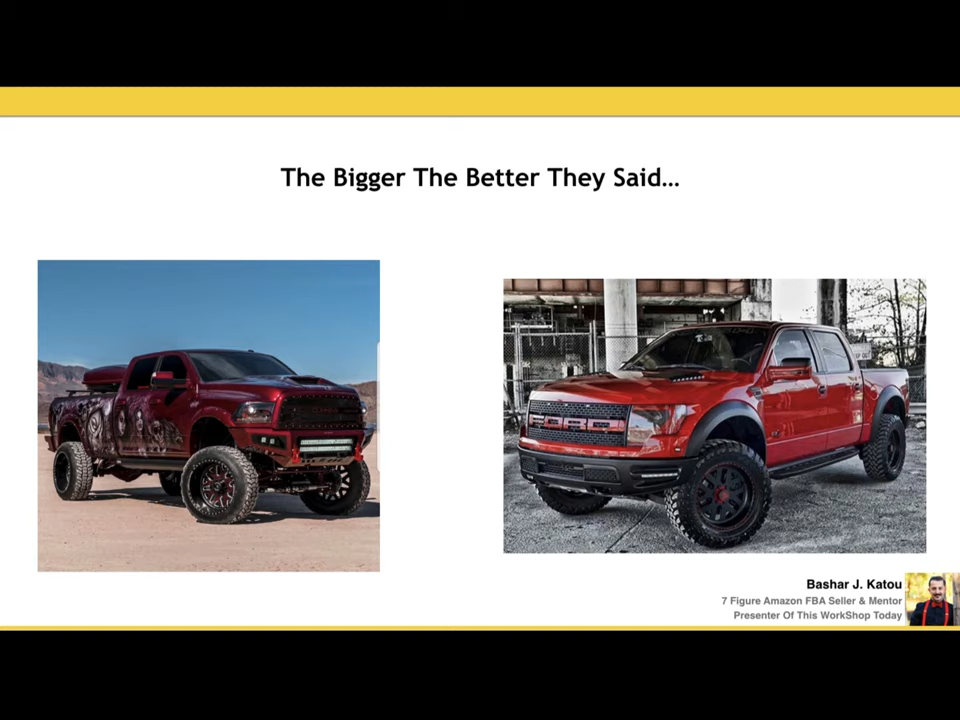 The Bigger The Better They Said...
FORD
Bashar J. Katou
7 Figure Amazon FBA Seller & Mentor
Presenter Of This WorkShop Today